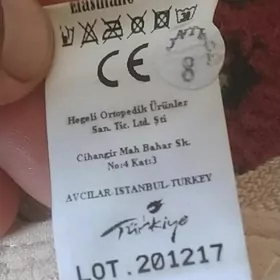 CE
8
Hegeli Ortopedik Ürünler
San. Tic. Ltd. Şti
Cihangir Mah Bahar Sk.
No:4 Kat:3
AVCILAR/ISTANBUL-TURKEY
Türkiye
LOT.201217